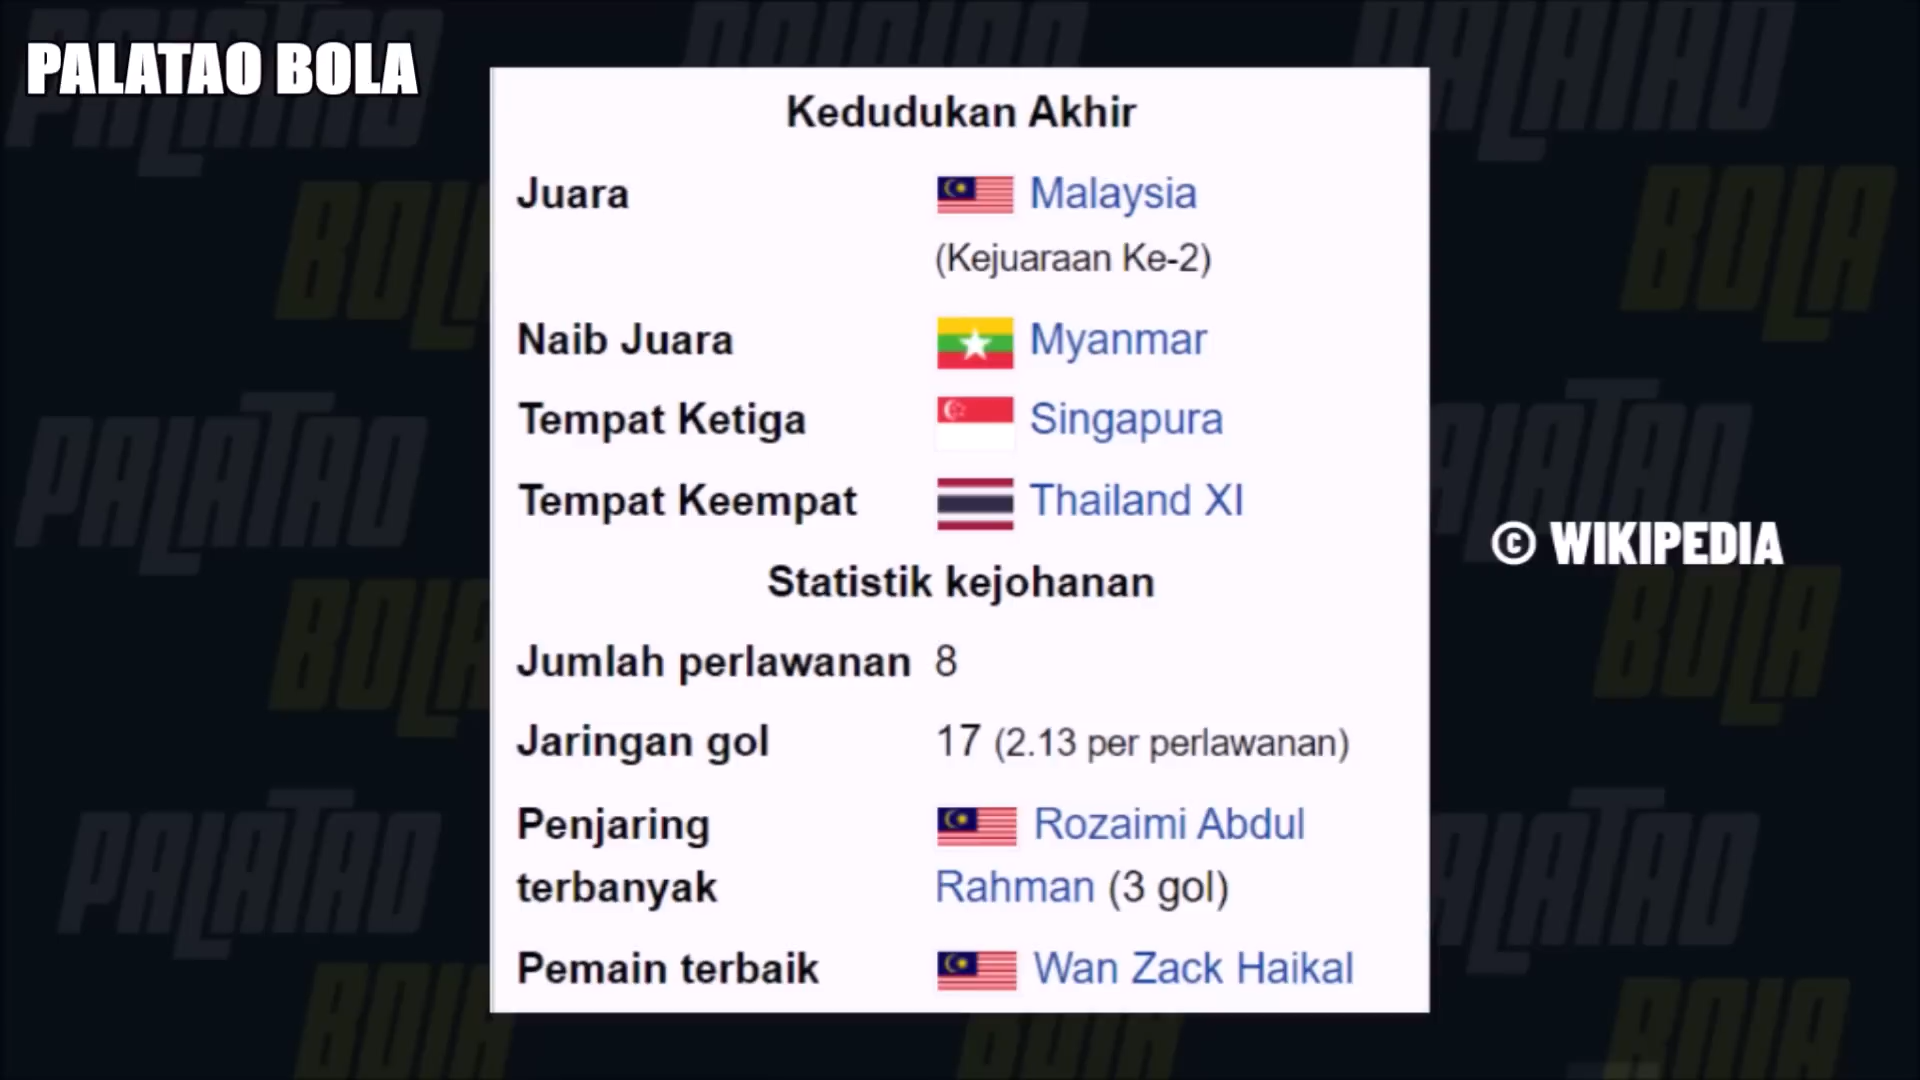 PALATAO BOLA
Kedudukan Akhir
Juara Malaysia
(Kejuaraan Ke-2)
Naib Juara Myanmar
Tempat Ketiga Singapura
Tempat Keempat Thailand XI
© WIKIPEDIA
Statistik kejohanan
Jumlah perlawanan 8
Jaringan gol 17 (2.13 per perlawanan)
Penjaring Rozaimi Abdul
terbanyak Rahman (3 gol)
Pemain terbaik Wan Zack Haikal